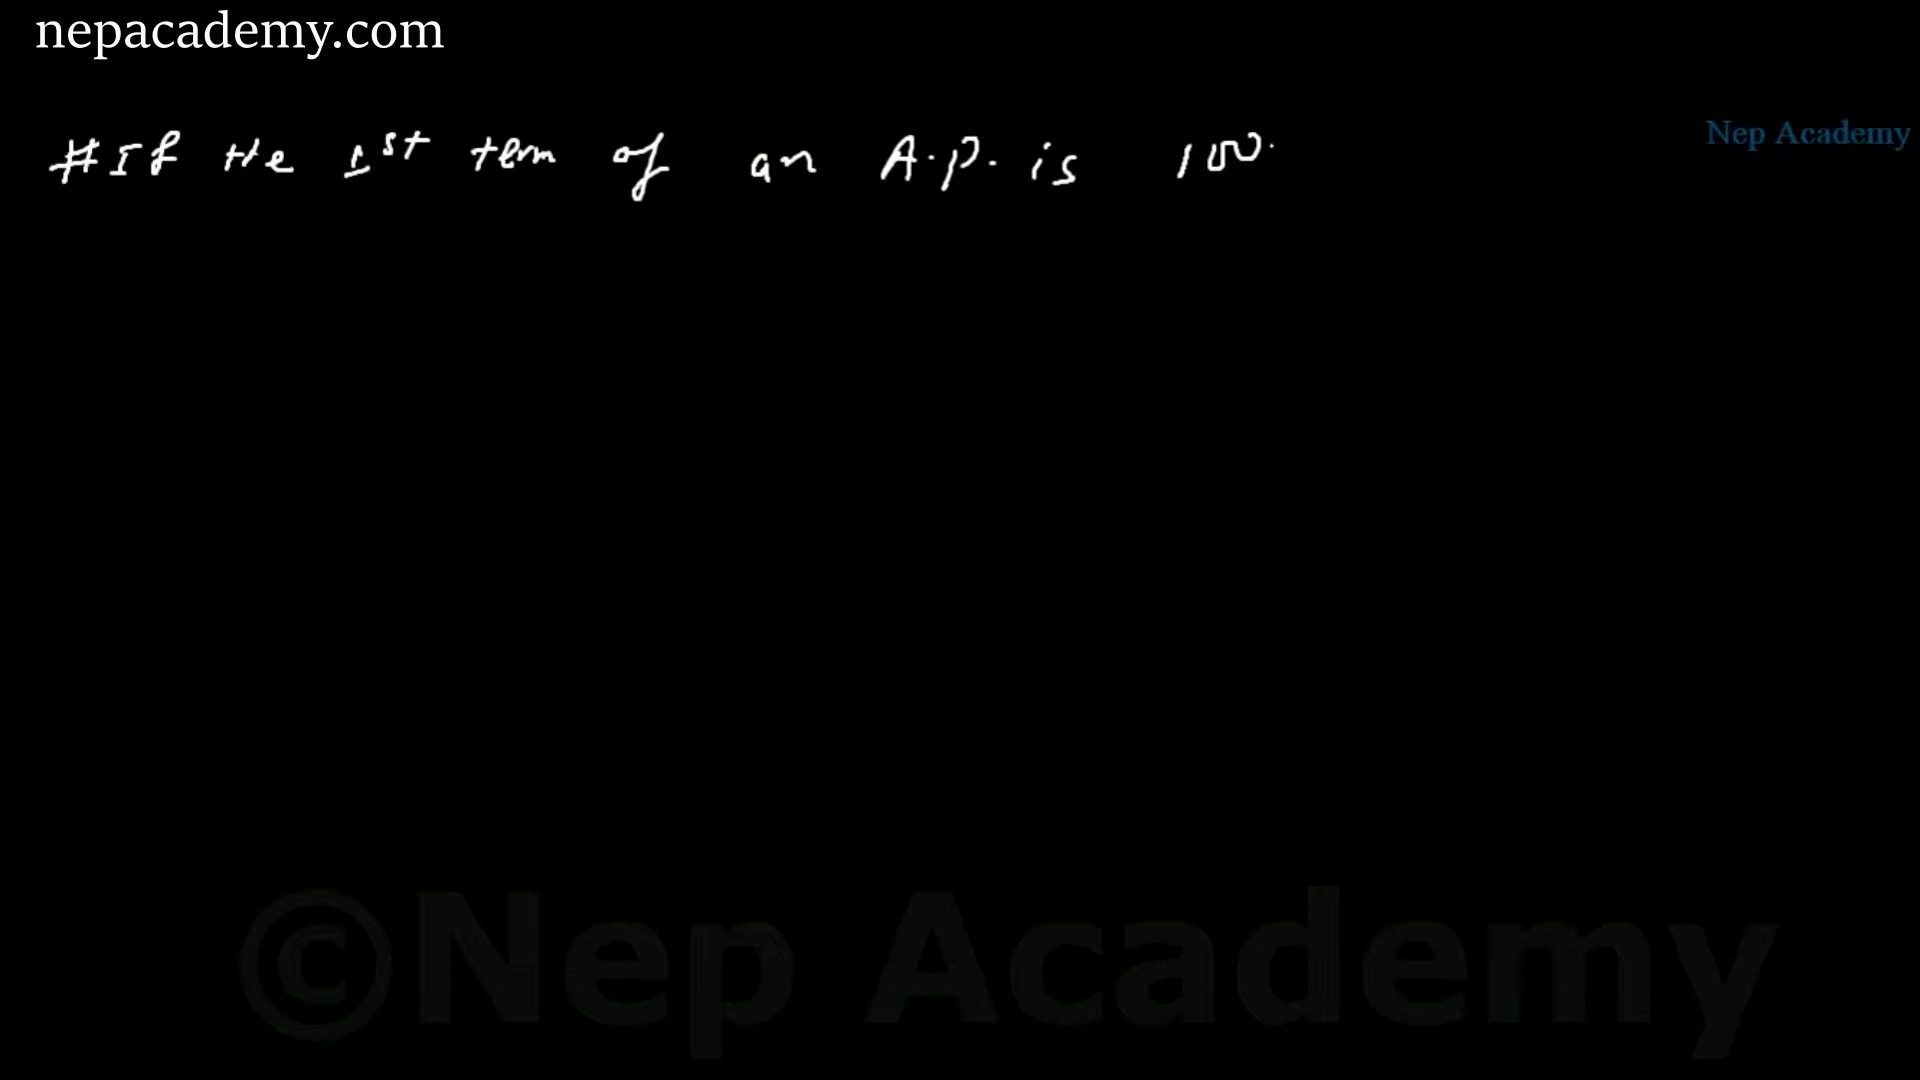 nepacademy.com
Nep Academy
#If the 1st term of an A.P. is 100.
©Nep Academy